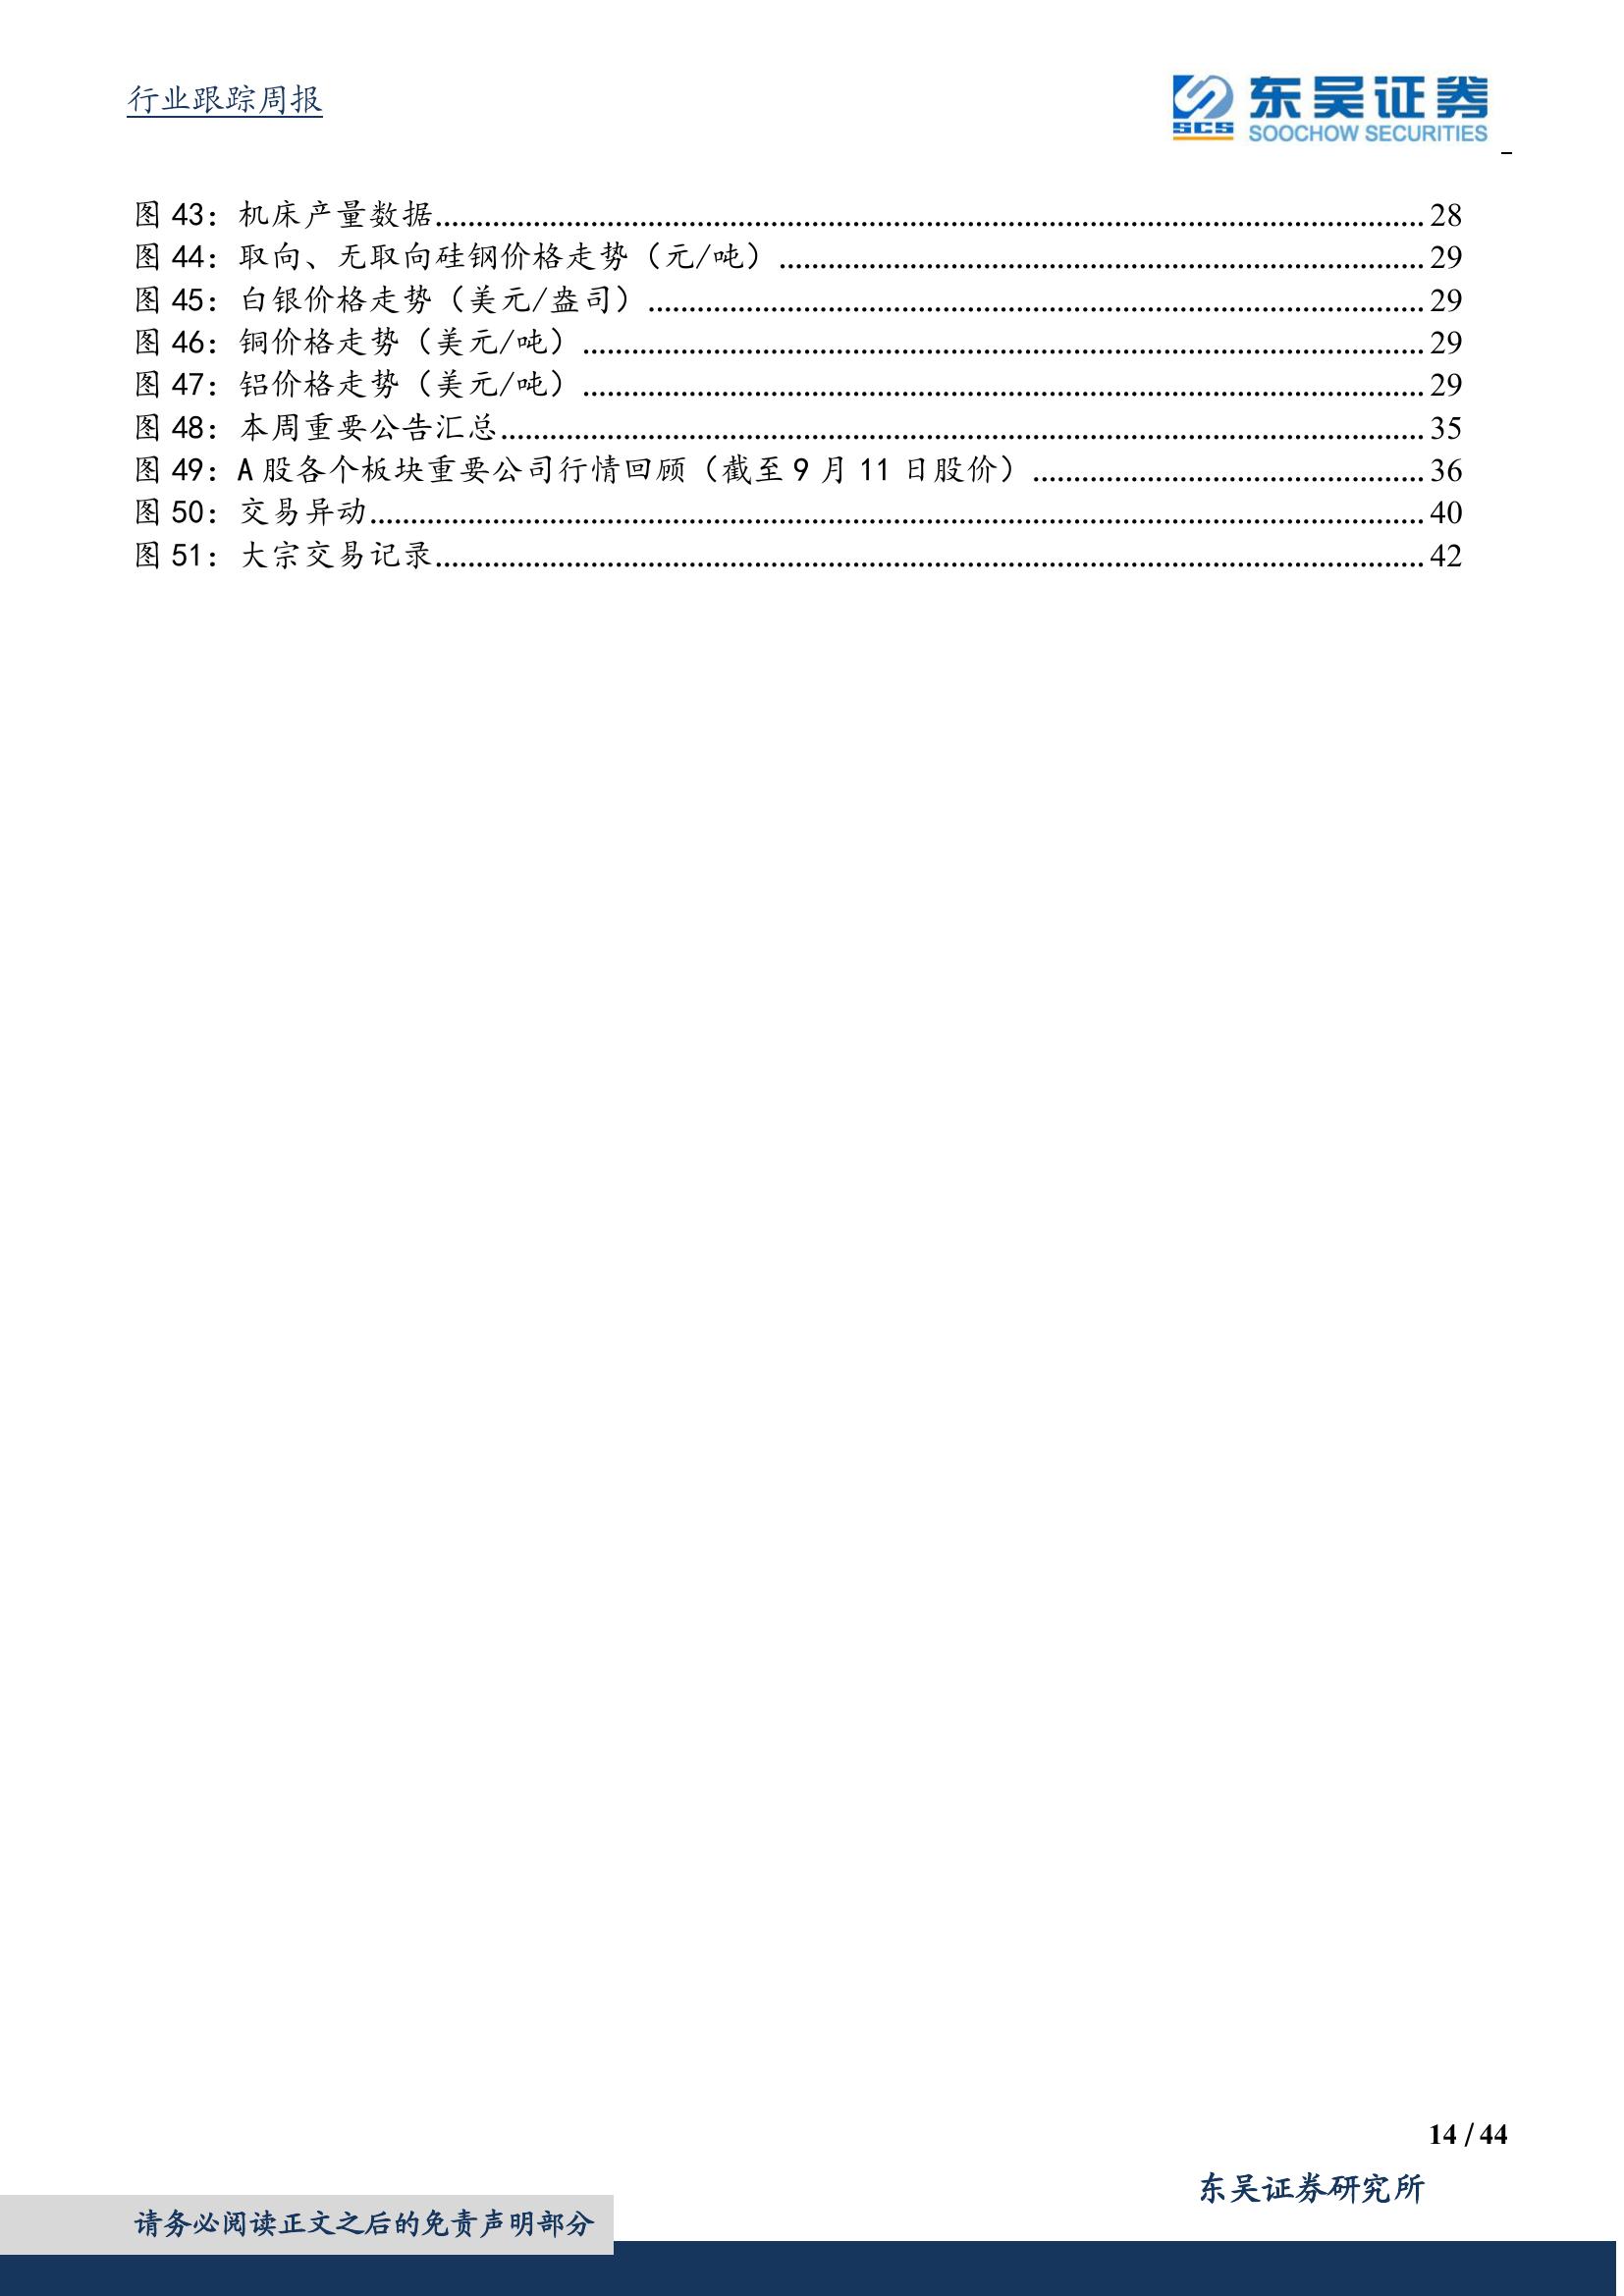 行业跟踪周报
SCS 东吴证券
SOOCHOW SECURITIES
图 43：机床产量数据 28
图 44：取向、无取向硅钢价格走势（元/吨） 29
图 45：白银价格走势（美元/盎司） 29
图 46：铜价格走势（美元/吨） 29
图 47：铝价格走势（美元/吨） 29
图 48：本周重要公告汇总 35
图 49：A 股各个板块重要公司行情回顾（截至 9 月 11 日股价） 36
图 50：交易异动 40
图 51：大宗交易记录 42
14 / 44
东吴证券研究所
请务必阅读正文之后的免责声明部分